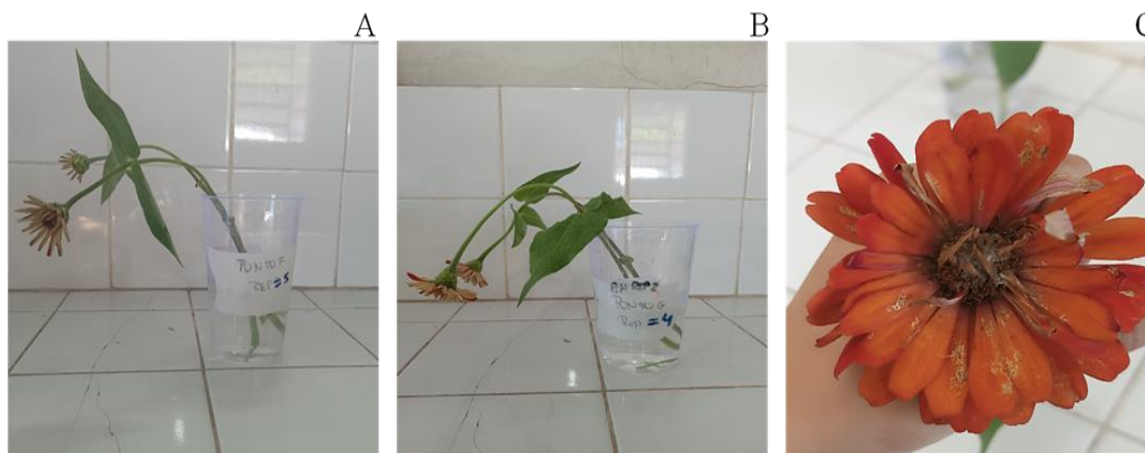 A
B
C
PONTO F
REP = 5
PONTO G
REP = 4